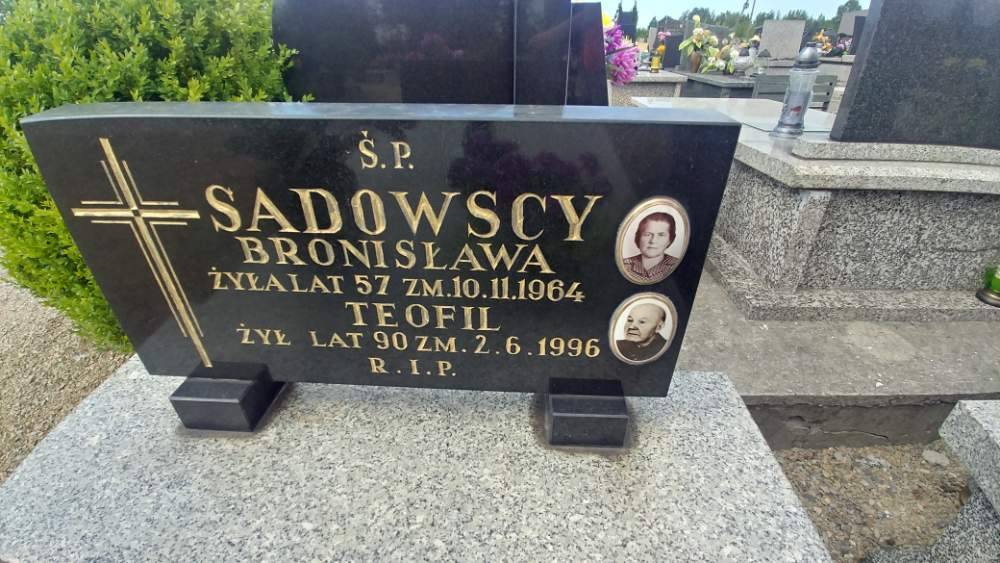 Ś.P.
SADOWSCY
BRONISŁAWA
ŻYŁA LAT 57 ZM. 10.11.1964
TEOFIL
ŻYŁ LAT 90 ZM. 2.6.1996
R.I.P.